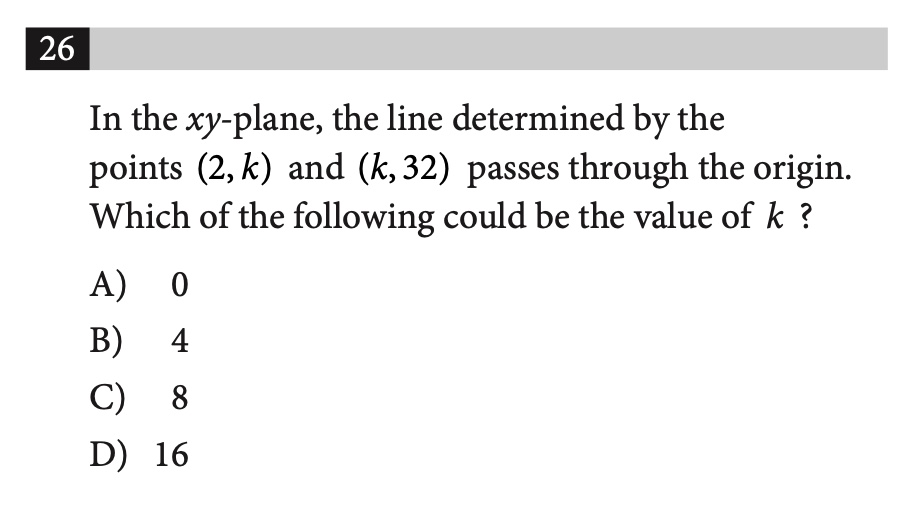 26
In the xy-plane, the line determined by the
points (2, k) and (k, 32) passes through the origin.
Which of the following could be the value of k ?
A) 0
B) 4
C) 8
D) 16